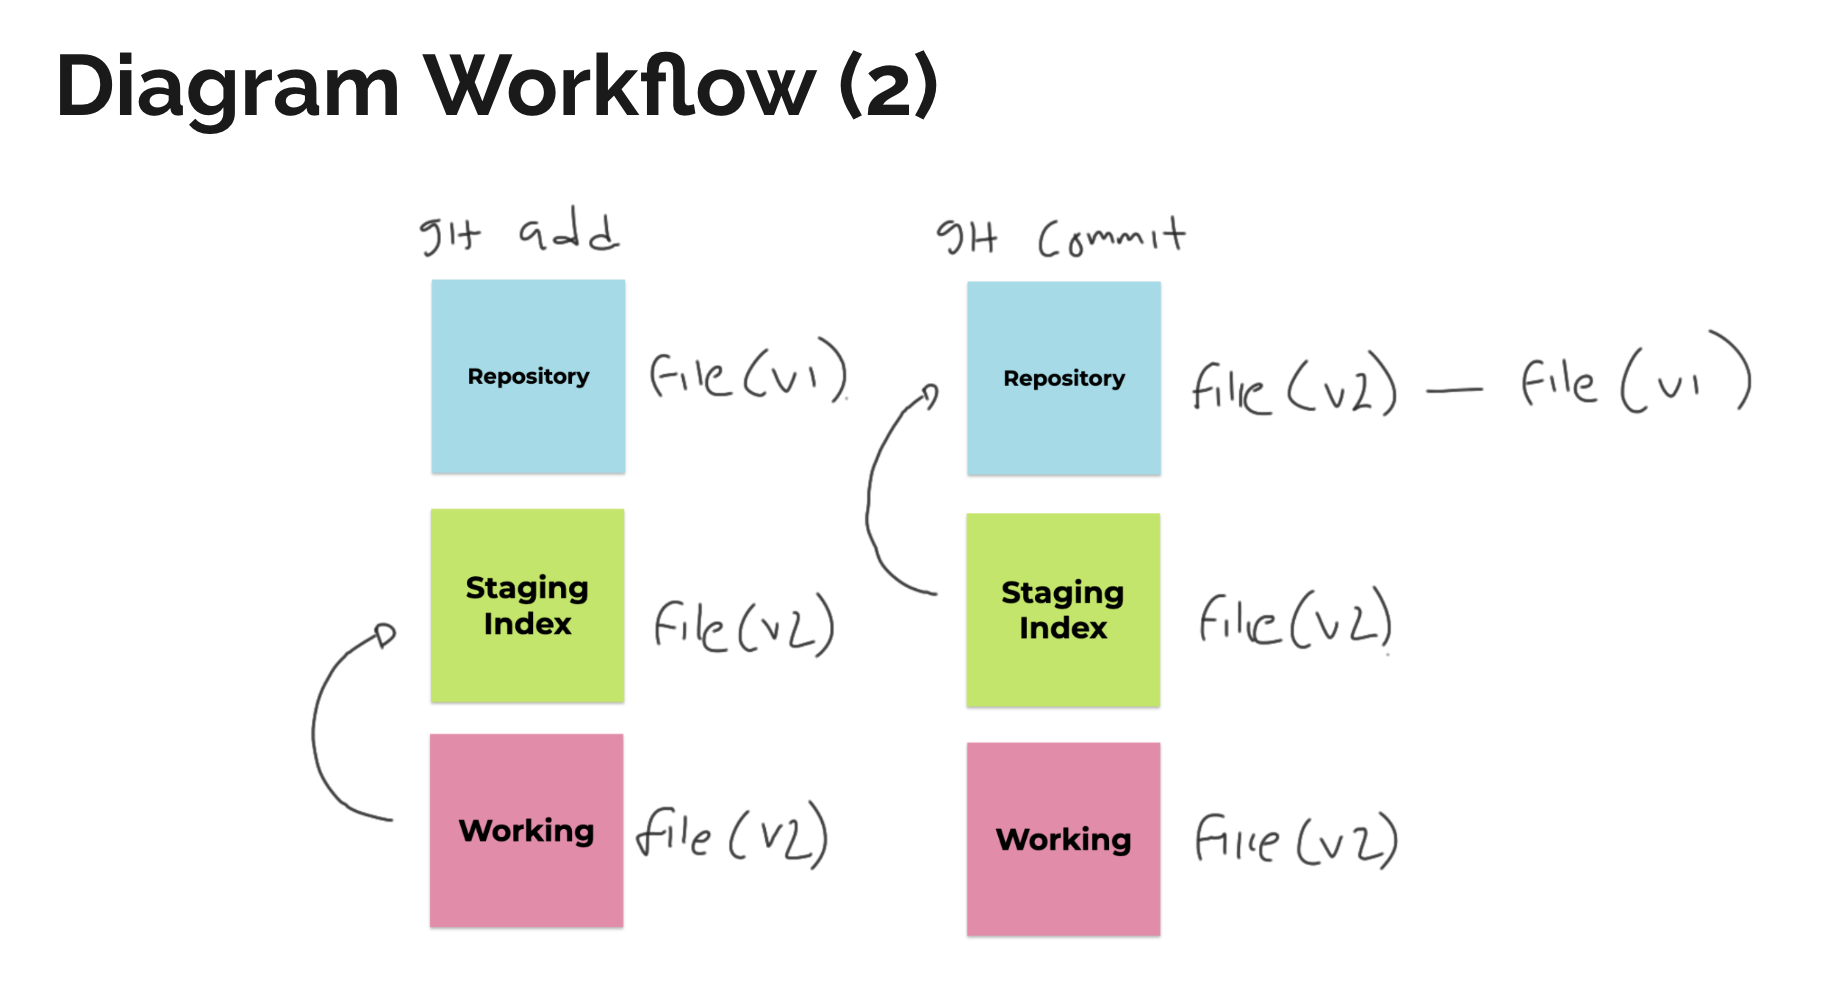 Diagram Workflow (2)
git add
Repository
file (v1)
Staging
Index
file (v2)
Working
file (v2)
git commit
Repository
file (v2) — file (v1)
Staging
Index
file (v2)
Working
file (v2)